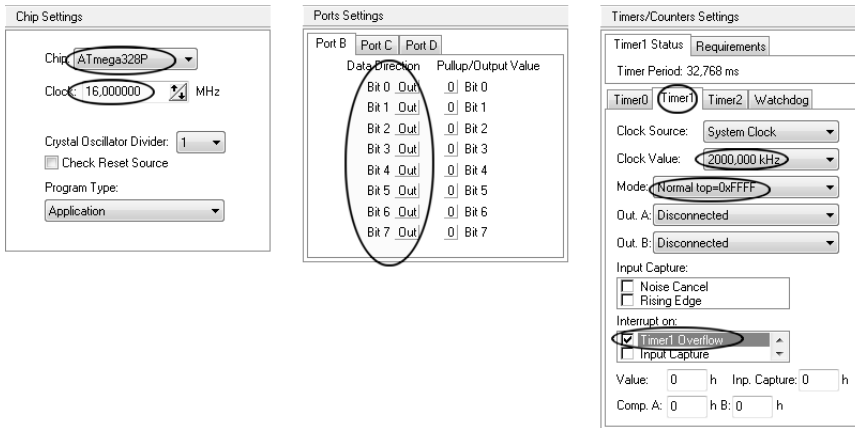 Chip Settings
Chip: ATmega328P
Clock: 16,000000 MHz
Crystal Oscillator Divider: 1
Check Reset Source
Program Type:
Application
Ports Settings
Port B Port C Port D
Data Direction Pullup/Output Value
Bit 0 Out 0 Bit 0
Bit 1 Out 0 Bit 1
Bit 2 Out 0 Bit 2
Bit 3 Out 0 Bit 3
Bit 4 Out 0 Bit 4
Bit 5 Out 0 Bit 5
Bit 6 Out 0 Bit 6
Bit 7 Out 0 Bit 7
Timers/Counters Settings
Timer1 Status Requirements
Timer Period: 32,768 ms
Timer0 Timer1 Timer2 Watchdog
Clock Source: System Clock
Clock Value: 2000,000 kHz
Mode: Normal top=0xFFFF
Out. A: Disconnected
Out. B: Disconnected
Input Capture:
Noise Cancel
Rising Edge
Interrupt on:
Timer1 Overflow
Input Capture
Value: 0 h Inp. Capture: 0 h
Comp. A: 0 h B: 0 h